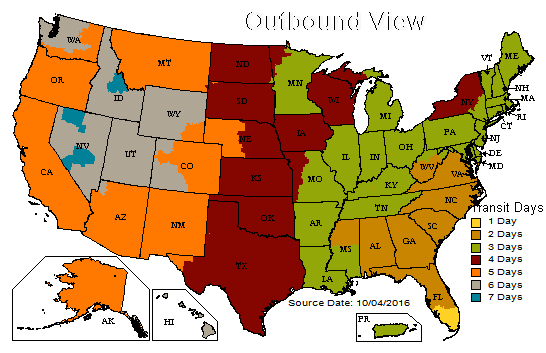 Outbound View
WA
MT
ND
OR
ID
MN
SD
WI
WY
NE
IA
NV
UT
CO
CA
KS
MO
AZ
NM
OK
AR
TX
LA
MS
AL
GA
FL
SC
NC
TN
KY
VA
WV
IL
IN
OH
MI
PA
NY
VT
ME
NH
MA
RI
CT
NJ
DE
MD
AK
HI
PR
Transit Days
1 Day
2 Days
3 Days
4 Days
5 Days
6 Days
7 Days
Source Date: 10/04/2016